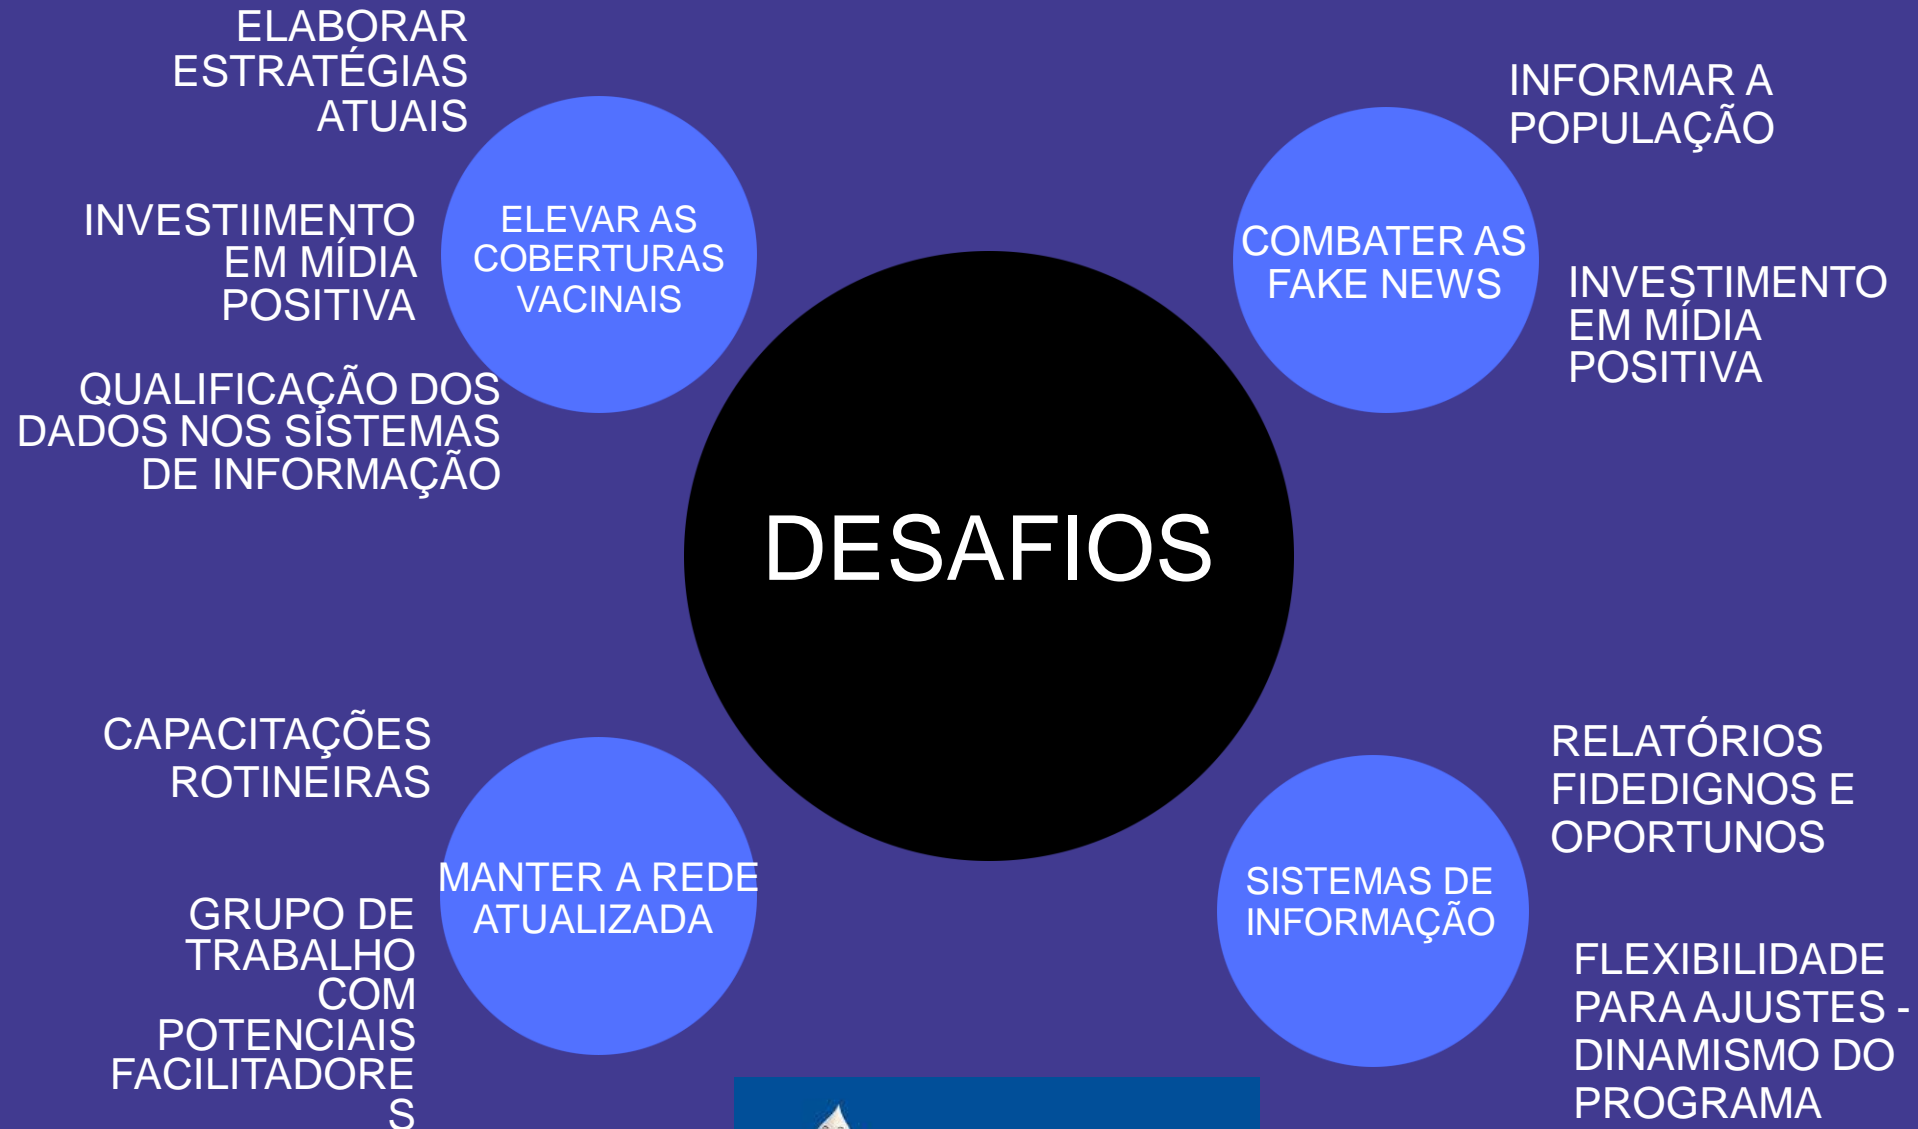 ELABORAR
ESTRATÉGIAS
ATUAIS
INVESTIIMENTO
EM MÍDIA
POSITIVA
QUALIFICAÇÃO DOS
DADOS NOS SISTEMAS
DE INFORMAÇÃO
ELEVAR AS
COBERTURAS
VACINAIS
INFORMAR A
POPULAÇÃO
COMBATER AS
FAKE NEWS
INVESTIMENTO
EM MÍDIA
POSITIVA
DESAFIOS
CAPACITAÇÕES
ROTINEIRAS
MANTER A REDE
ATUALIZADA
GRUPO DE
TRABALHO
COM
POTENCIAIS
FACILITADORE
S
SISTEMAS DE
INFORMAÇÃO
RELATÓRIOS
FIDEDIGNOS E
OPORTUNOS
FLEXIBILIDADE
PARA AJUSTES -
DINAMISMO DO
PROGRAMA